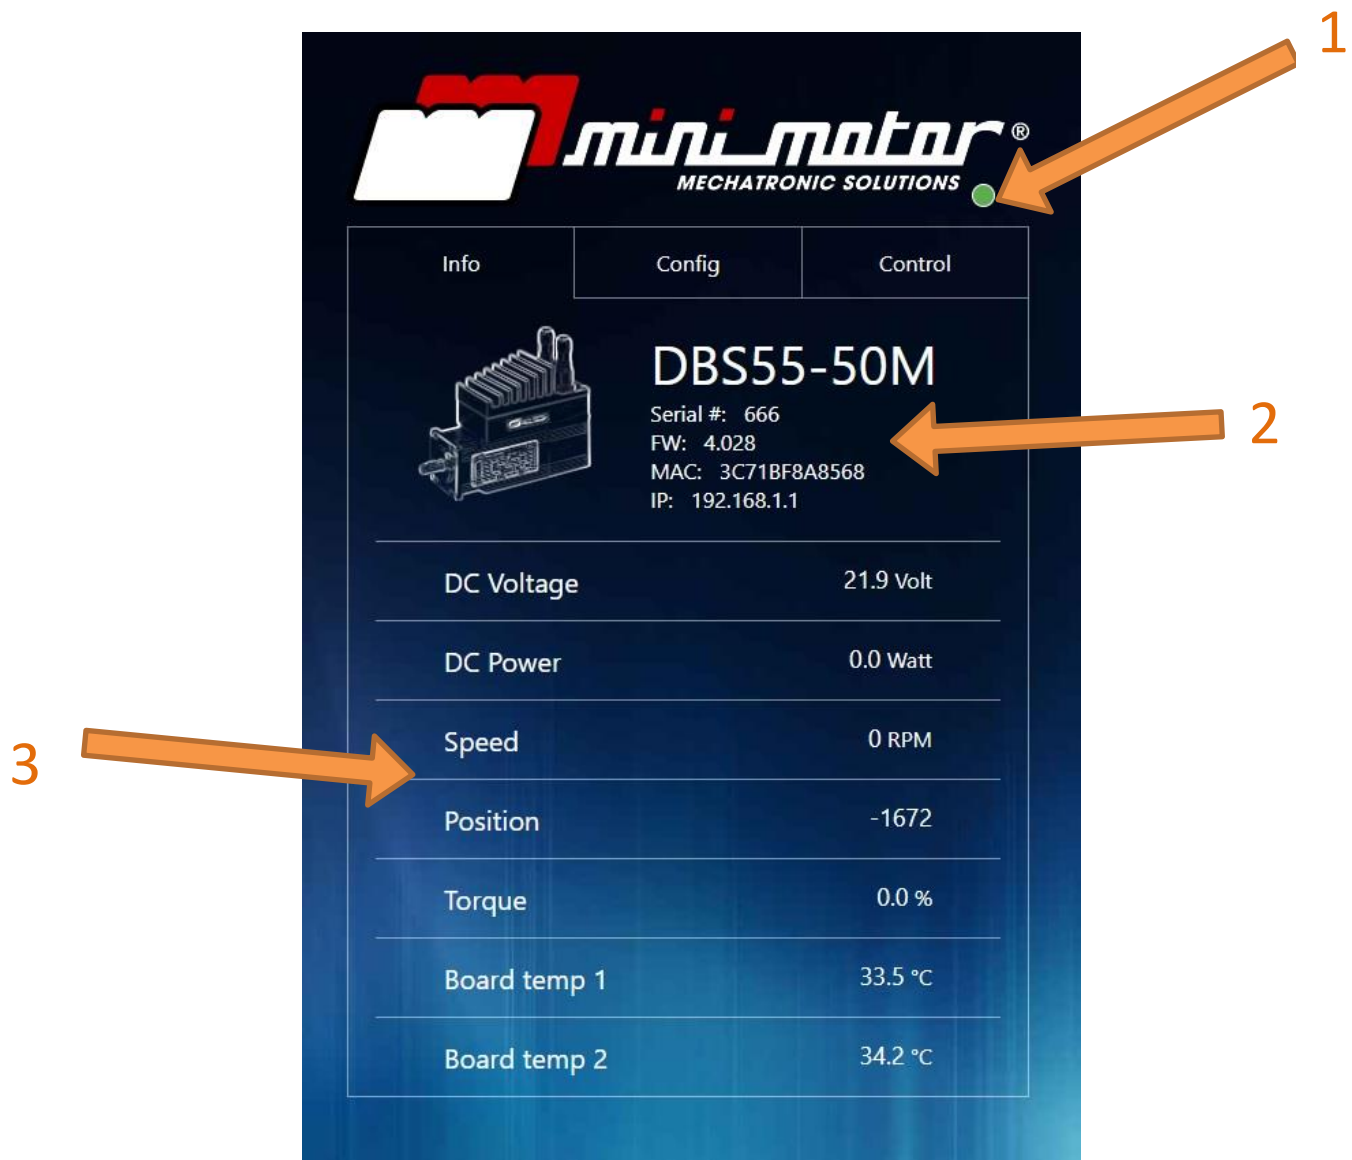 1
mini motor®
MECHATRONIC SOLUTIONS
Info Config Control
DBS55-50M
Serial #: 666
FW: 4.028
MAC: 3C71BF8A8568
IP: 192.168.1.1
2
DC Voltage 21.9 Volt
DC Power 0.0 Watt
Speed 0 RPM
3
Position -1672
Torque 0.0 %
Board temp 1 33.5 °C
Board temp 2 34.2 °C